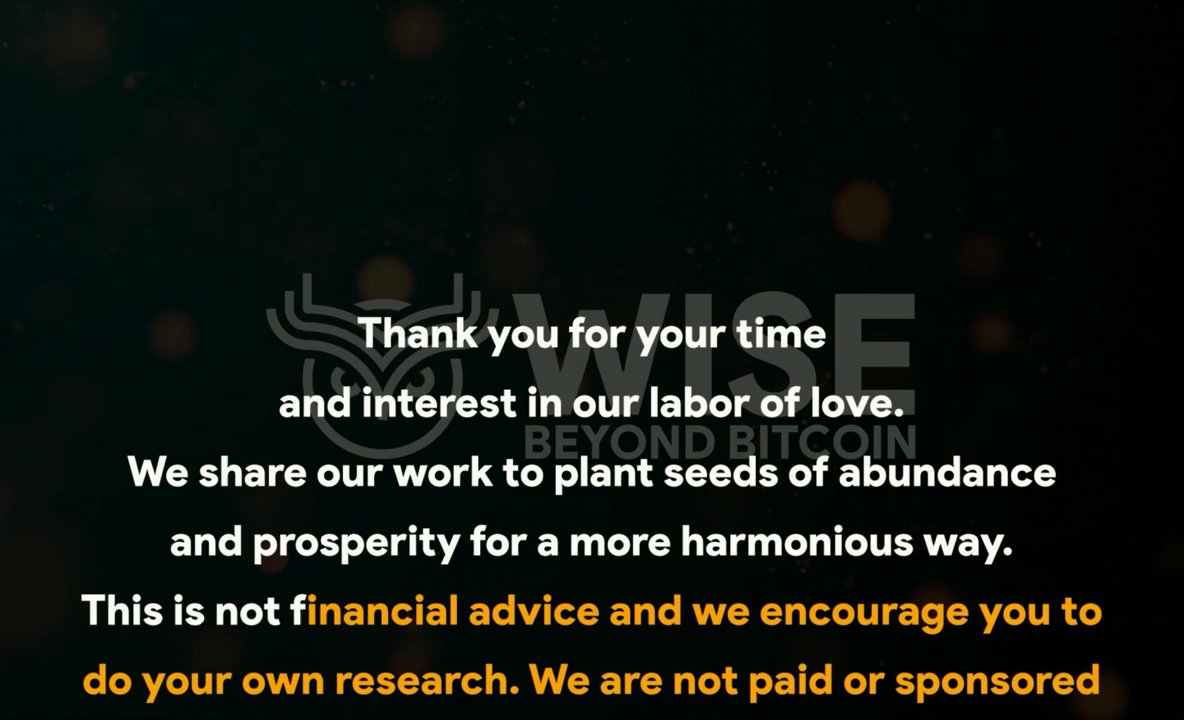 Thank you for your time
and interest in our labor of love.
We share our work to plant seeds of abundance
and prosperity for a more harmonious way.
This is not financial advice and we encourage you to
do your own research. We are not paid or sponsored
WISE
BEYOND BITCOIN